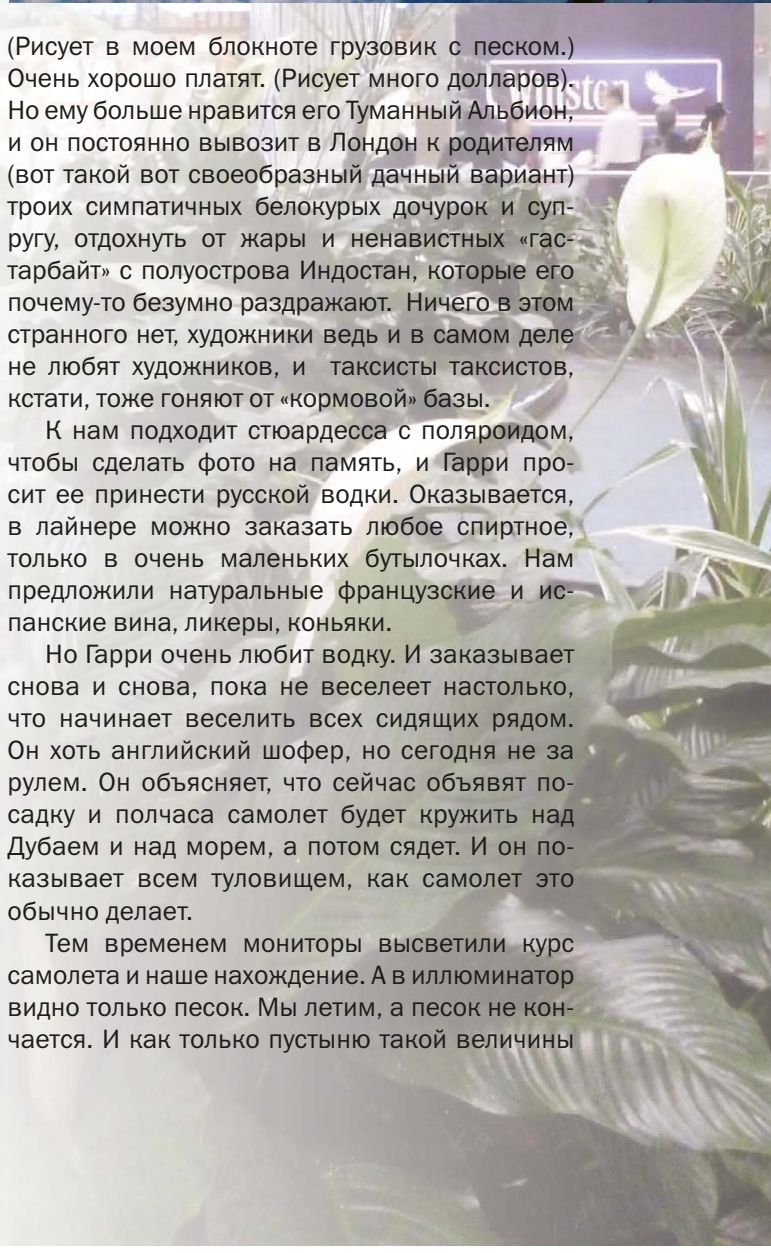 (Рисует в моем блокноте грузовик с песком.)
Очень хорошо платят. (Рисует много долларов).
Но ему больше нравится его Туманный Альбион,
и он постоянно вывозит в Лондон к родителям
(вот такой вот своеобразный дачный вариант)
троих симпатичных белокурых дочурок и суп-
ругу, отдохнуть от жары и ненавистных «гас-
тарбайт» с полуострова Индостан, которые его
почему-то безумно раздражают. Ничего в этом
странного нет, художники ведь и в самом деле
не любят художников, и таксисты таксистов,
кстати, тоже гоняют от «кормовой» базы.
К нам подходит стюардесса с поляроидом,
чтобы сделать фото на память, и Гарри про-
сит ее принести русской водки. Оказывается,
в лайнере можно заказать любое спиртное,
только в очень маленьких бутылочках. Нам
предложили натуральные французские и ис-
панские вина, ликеры, коньяки.
Но Гарри очень любит водку. И заказывает
снова и снова, пока не веселеет настолько,
что начинает веселить всех сидящих рядом.
Он хоть английский шофер, но сегодня не за
рулем. Он объясняет, что сейчас объявят по-
садку и полчаса самолет будет кружить над
Дубаем и над морем, а потом сядет. И он по-
казывает всем туловищем, как самолет это
обычно делает.
Тем временем мониторы высветили курс
самолета и наше нахождение. А в иллюминатор
видно только песок. Мы летим, а песок не кон-
чается. И как только пустыню такой величины